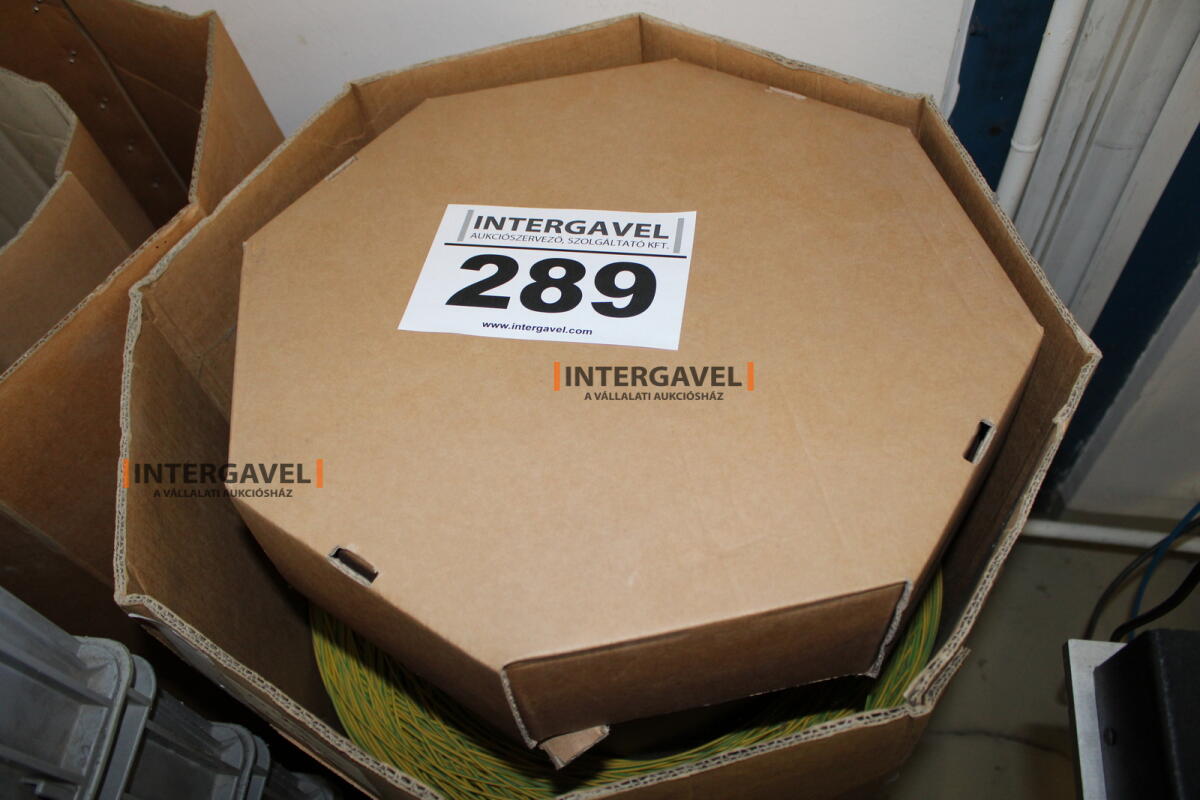 INTERGAVEL
AUKCIÓSZERVEZŐ, SZOLGÁLTATÓ KFT.
289
www.intergavel.com
INTERGAVEL
A VÁLLALATI AUKCIÓSHÁZ
INTERGAVEL
A VÁLLALATI AUKCIÓSHÁZ